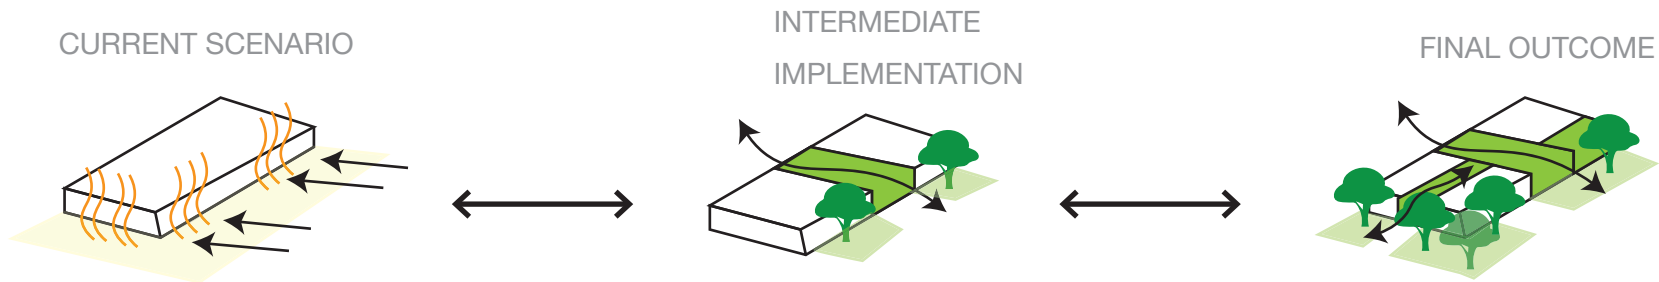 CURRENT SCENARIO
INTERMEDIATE
IMPLEMENTATION
FINAL OUTCOME